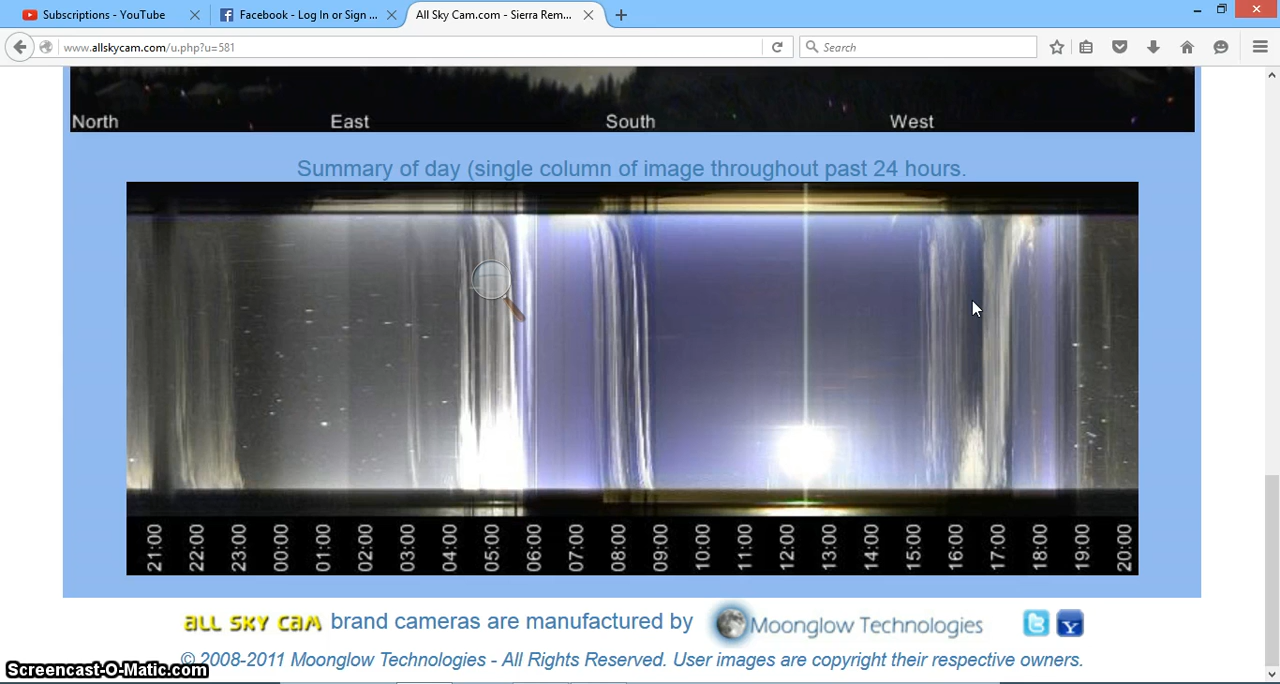 Subscriptions - YouTube
Facebook - Log In or Sign ...
All Sky Cam.com - Sierra Rem...
www.allskycam.com/u.php?u=581
Search
North East South West
Summary of day (single column of image throughout past 24 hours.
21:00 22:00 23:00 00:00 01:00 02:00 03:00 04:00 05:00 06:00 07:00 08:00 09:00 10:00 11:00 12:00 13:00 14:00 15:00 16:00 17:00 18:00 19:00 20:00
ALL SKY CAM brand cameras are manufactured by Moonglow Technologies
© 2008-2011 Moonglow Technologies - All Rights Reserved. User images are copyright their respective owners.
Screencast-O-Matic.com